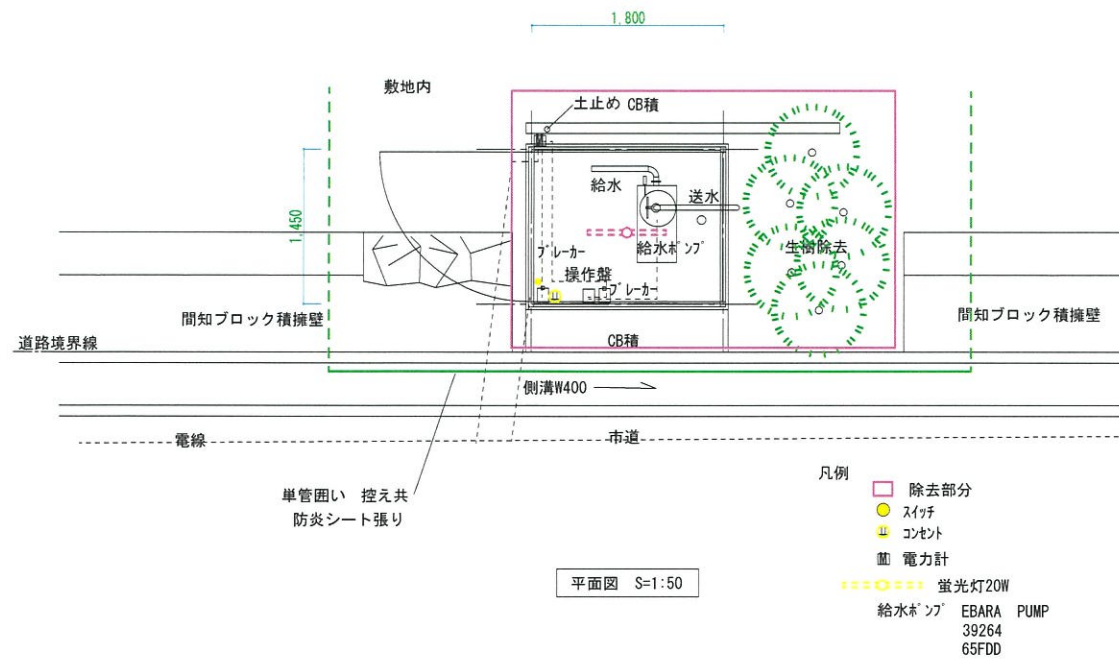 1,800
敷地内
土止め CB積
1,450
給水
送水
ブレーカー
給水ポンプ
生樹除去
操作盤
ブレーカー
間知ブロック積擁壁
間知ブロック積擁壁
道路境界線
CB積
側溝W400
電線
市道
単管囲い 控え共
防炎シート張り
凡例
除去部分
スイッチ
コンセント
電力計
蛍光灯20W
平面図 S=1:50
給水ポンプ EBARA PUMP
39264
65FDD